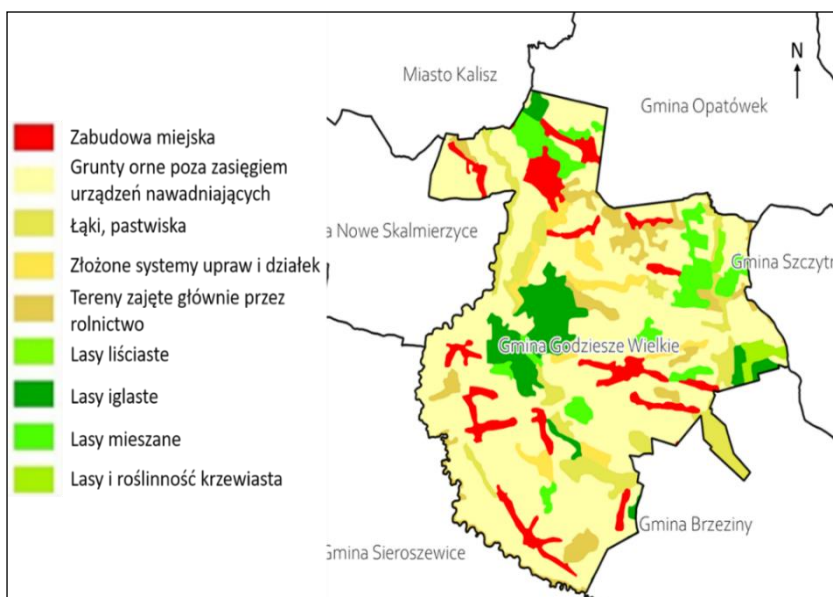 Miasto Kalisz
N
Gmina Opatówek
Zabudowa miejska
Grunty orne poza zasięgiem
urządzeń nawadniających
Łąki, pastwiska
Złożone systemy upraw i działek
Tereny zajęte głównie przez
rolnictwo
Lasy liściaste
Lasy iglaste
Lasy mieszane
Lasy i roślinność krzewiasta
a Nowe Skalmierzyce
Gmina Szczytn
Gmina Godziesze Wielkie
Gmina Brzeziny
Gmina Sieroszewice